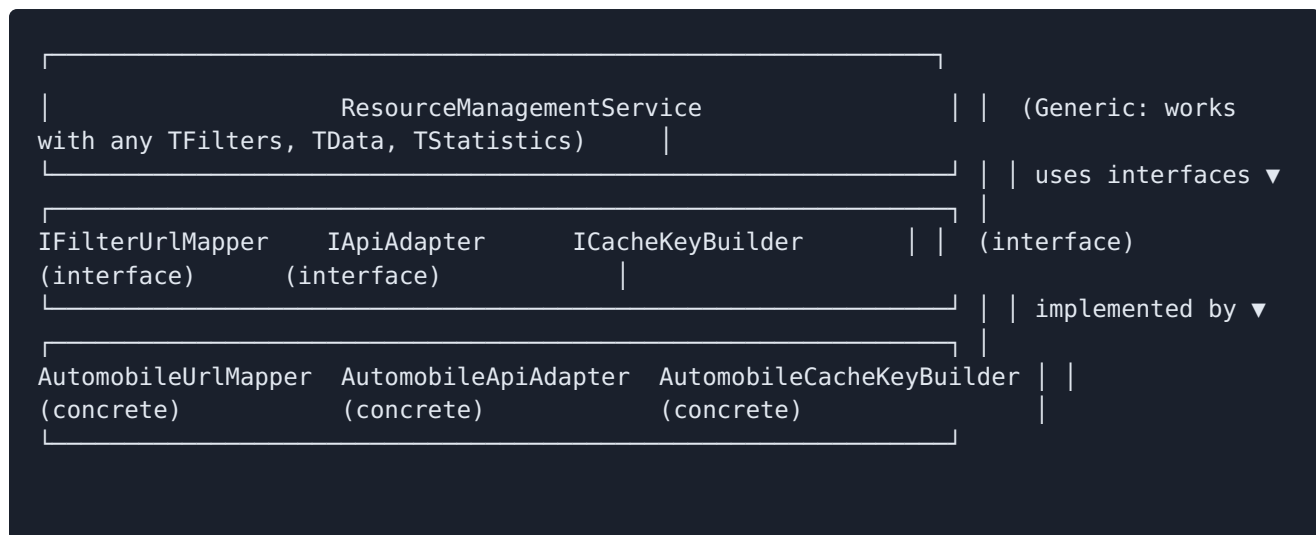 ┌──────────────────────────────────────────────────────────────┐
│ ResourceManagementService │ │ (Generic: works
with any TFilters, TData, TStatistics) │
└───────────────────────────────────────────────────────────────┘ │ │ uses interfaces ▼
┌───────────────────────────────────────────────────────────────┐ │
IFilterUrlMapper IApiAdapter ICacheKeyBuilder │ │ (interface)
(interface) (interface) │
└───────────────────────────────────────────────────────────────┘ │ │ implemented by ▼
┌───────────────────────────────────────────────────────────────┐ │
AutomobileUrlMapper AutomobileApiAdapter AutomobileCacheKeyBuilder │ │
(concrete) (concrete) (concrete) │
└───────────────────────────────────────────────────────────────┘